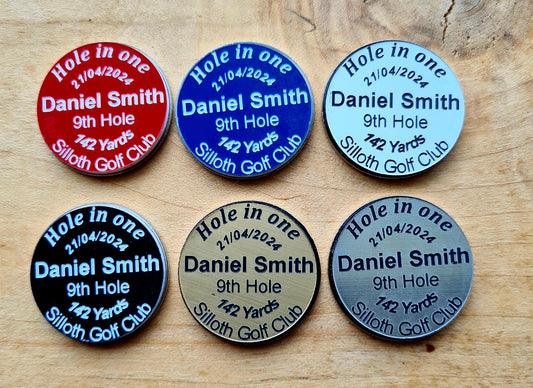 Hole in one
21/04/2024
Daniel Smith
9th Hole
142 Yards
Silloth Golf Club
Hole in one
21/04/2024
Daniel Smith
9th Hole
142 Yards
Silloth Golf Club
Hole in one
21/04/2024
Daniel Smith
9th Hole
142 Yards
Silloth Golf Club
Hole in one
21/04/2024
Daniel Smith
9th Hole
142 Yards
Silloth Golf Club
Hole in one
21/04/2024
Daniel Smith
9th Hole
142 Yards
Silloth Golf Club
Hole in one
21/04/2024
Daniel Smith
9th Hole
142 Yards
Silloth Golf Club